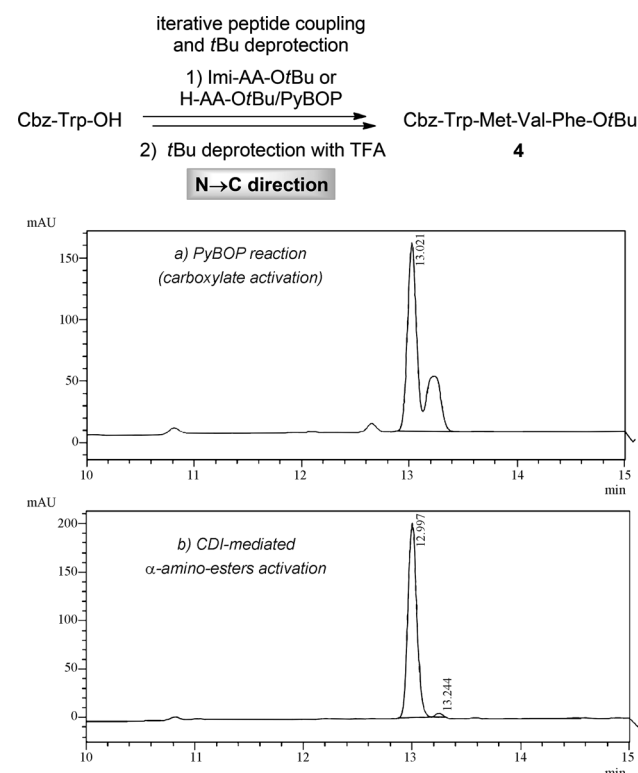 iterative peptide coupling
and tBu deprotection
1) Imi-AA-OtBu or
H-AA-OtBu/PyBOP
Cbz-Trp-OH
Cbz-Trp-Met-Val-Phe-OtBu
2) tBu deprotection with TFA
4
N→C direction
mAU
a) PyBOP reaction
(carboxylate activation)
13.021
150
100
50
0
10 11 12 13 14 15
min
mAU
b) CDI-mediated
α-amino-esters activation
12.997
13.244
200
150
100
50
0
10 11 12 13 14 15
min